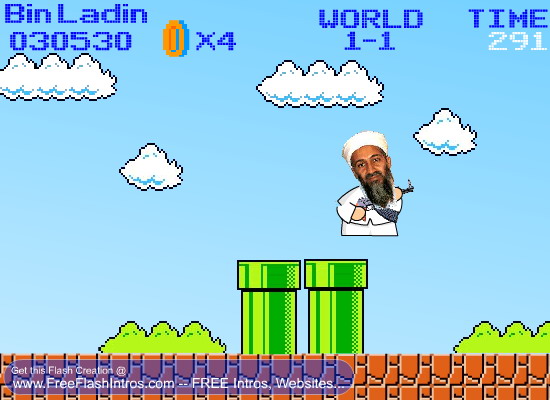 Bin Ladin
WORLD
TIME
030530
X4
1-1
291
Get this Flash Creation @
www.FreeFlashIntros.com -- FREE Intros, Websites...